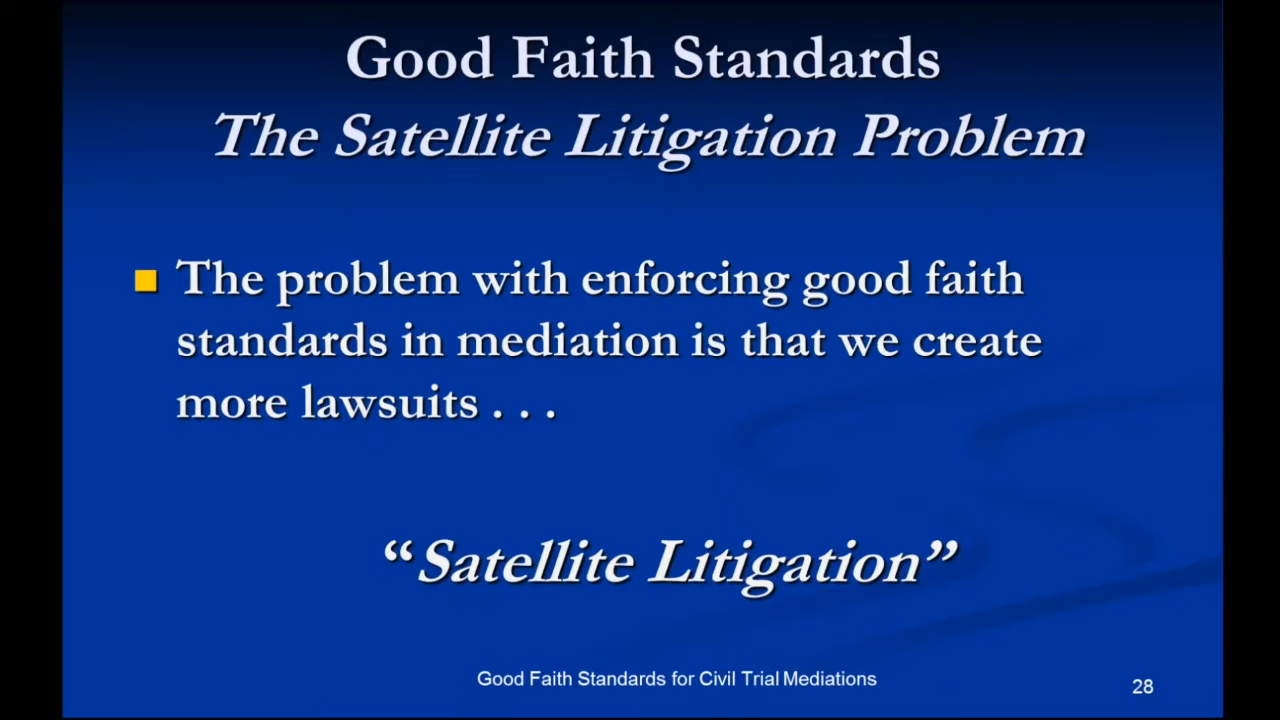 Good Faith Standards
The Satellite Litigation Problem
The problem with enforcing good faith
standards in mediation is that we create
more lawsuits . . .
“Satellite Litigation”
Good Faith Standards for Civil Trial Mediations
28